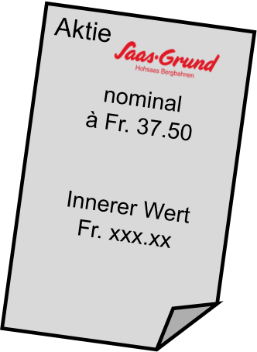 Aktie
Saas-Grund
Hohsaas Bergbahnen
nominal
à Fr. 37.50
Innerer Wert
Fr. xxx.xx